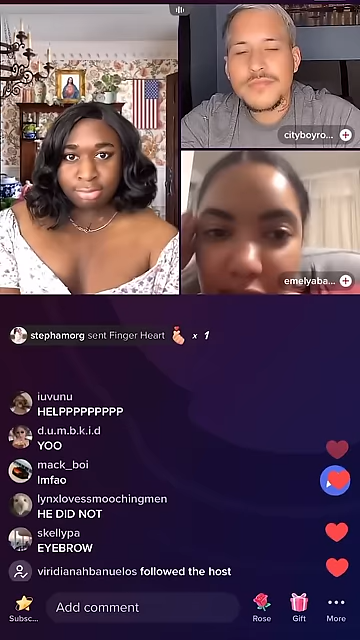 cityboyro...
emelyaba...
stephamorg sent Finger Heart x 1
iuvunu
HELPPPPPPPPP
d.u.m.b.k.i.d
YOO
mack_boi
lmfao
lynxlovessmoochingmen
HE DID NOT
skellypa
EYEBROW
viridianahbanuelos followed the host
Subsc...
Add comment
Rose
Gift
More